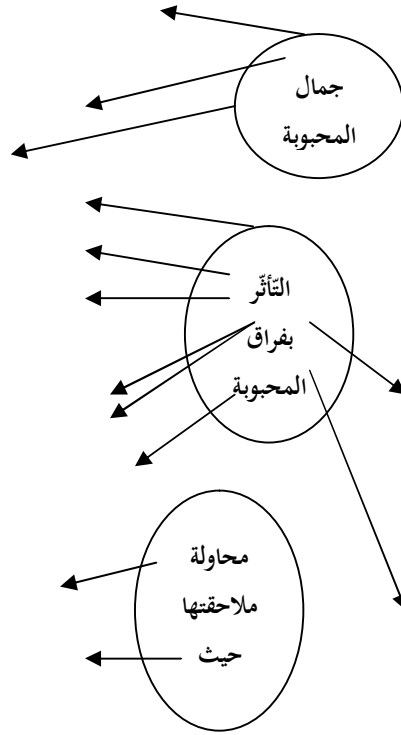 جمال
المحبوبة
التّأثّر
بفراق
المحبوبة
محاولة
ملاحقتها
حيث